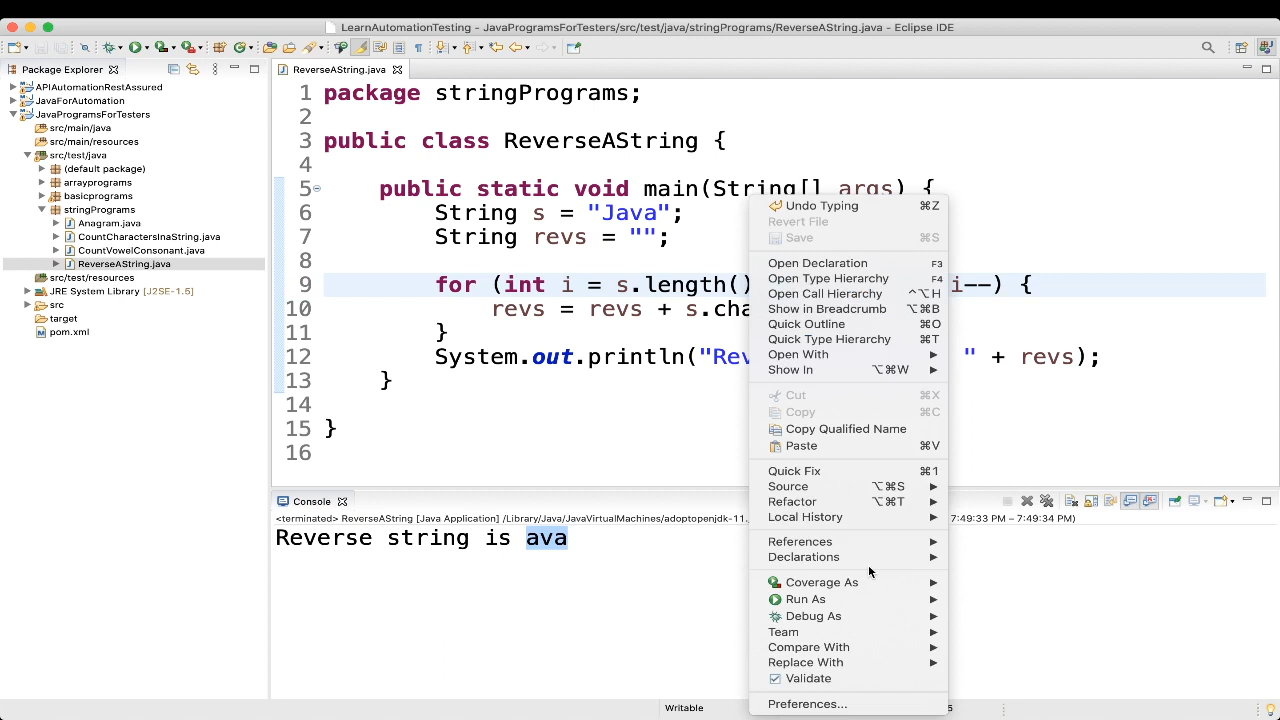 LearnAutomationTesting - JavaProgramsForTesters/src/test/java/stringPrograms/ReverseAString.java - Eclipse IDE
Package Explorer
APIAutomationRestAssured
JavaForAutomation
JavaProgramsForTesters
src/main/java
src/main/resources
src/test/java
(default package)
arrayprograms
basicprograms
stringPrograms
Anagram.java
CountCharactersInaString.java
CountVowelConsonant.java
ReverseAString.java
src/test/resources
JRE System Library [J2SE-1.5]
src
target
pom.xml
ReverseAString.java
1 package stringPrograms;
2
3 public class ReverseAString {
4
5 public static void main(String[] args) {
6 String s = "Java";
7 String revs = "";
8
9 for (int i = s.length() i--) {
10 revs = revs + s.cha
11 }
12 System.out.println("Rev " + revs);
13 }
14
15 }
16
Undo Typing ⌘Z
Revert File
Save ⌘S
Open Declaration F3
Open Type Hierarchy F4
Open Call Hierarchy ^⌥H
Show in Breadcrumb ⌥⌘B
Quick Outline ⌘O
Quick Type Hierarchy ⌘T
Open With
Show In ⌥⌘W
Cut ⌘X
Copy ⌘C
Copy Qualified Name
Paste ⌘V
Quick Fix ⌘1
Source ⌥⌘S
Refactor ⌥⌘T
Local History
References
Declarations
Coverage As
Run As
Debug As
Team
Compare With
Replace With
Validate
Preferences...
Console
<terminated> ReverseAString [Java Application] /Library/Java/JavaVirtualMachines/adoptopenjdk-11. 7:49:33 PM – 7:49:34 PM)
Reverse string is ava
Writable